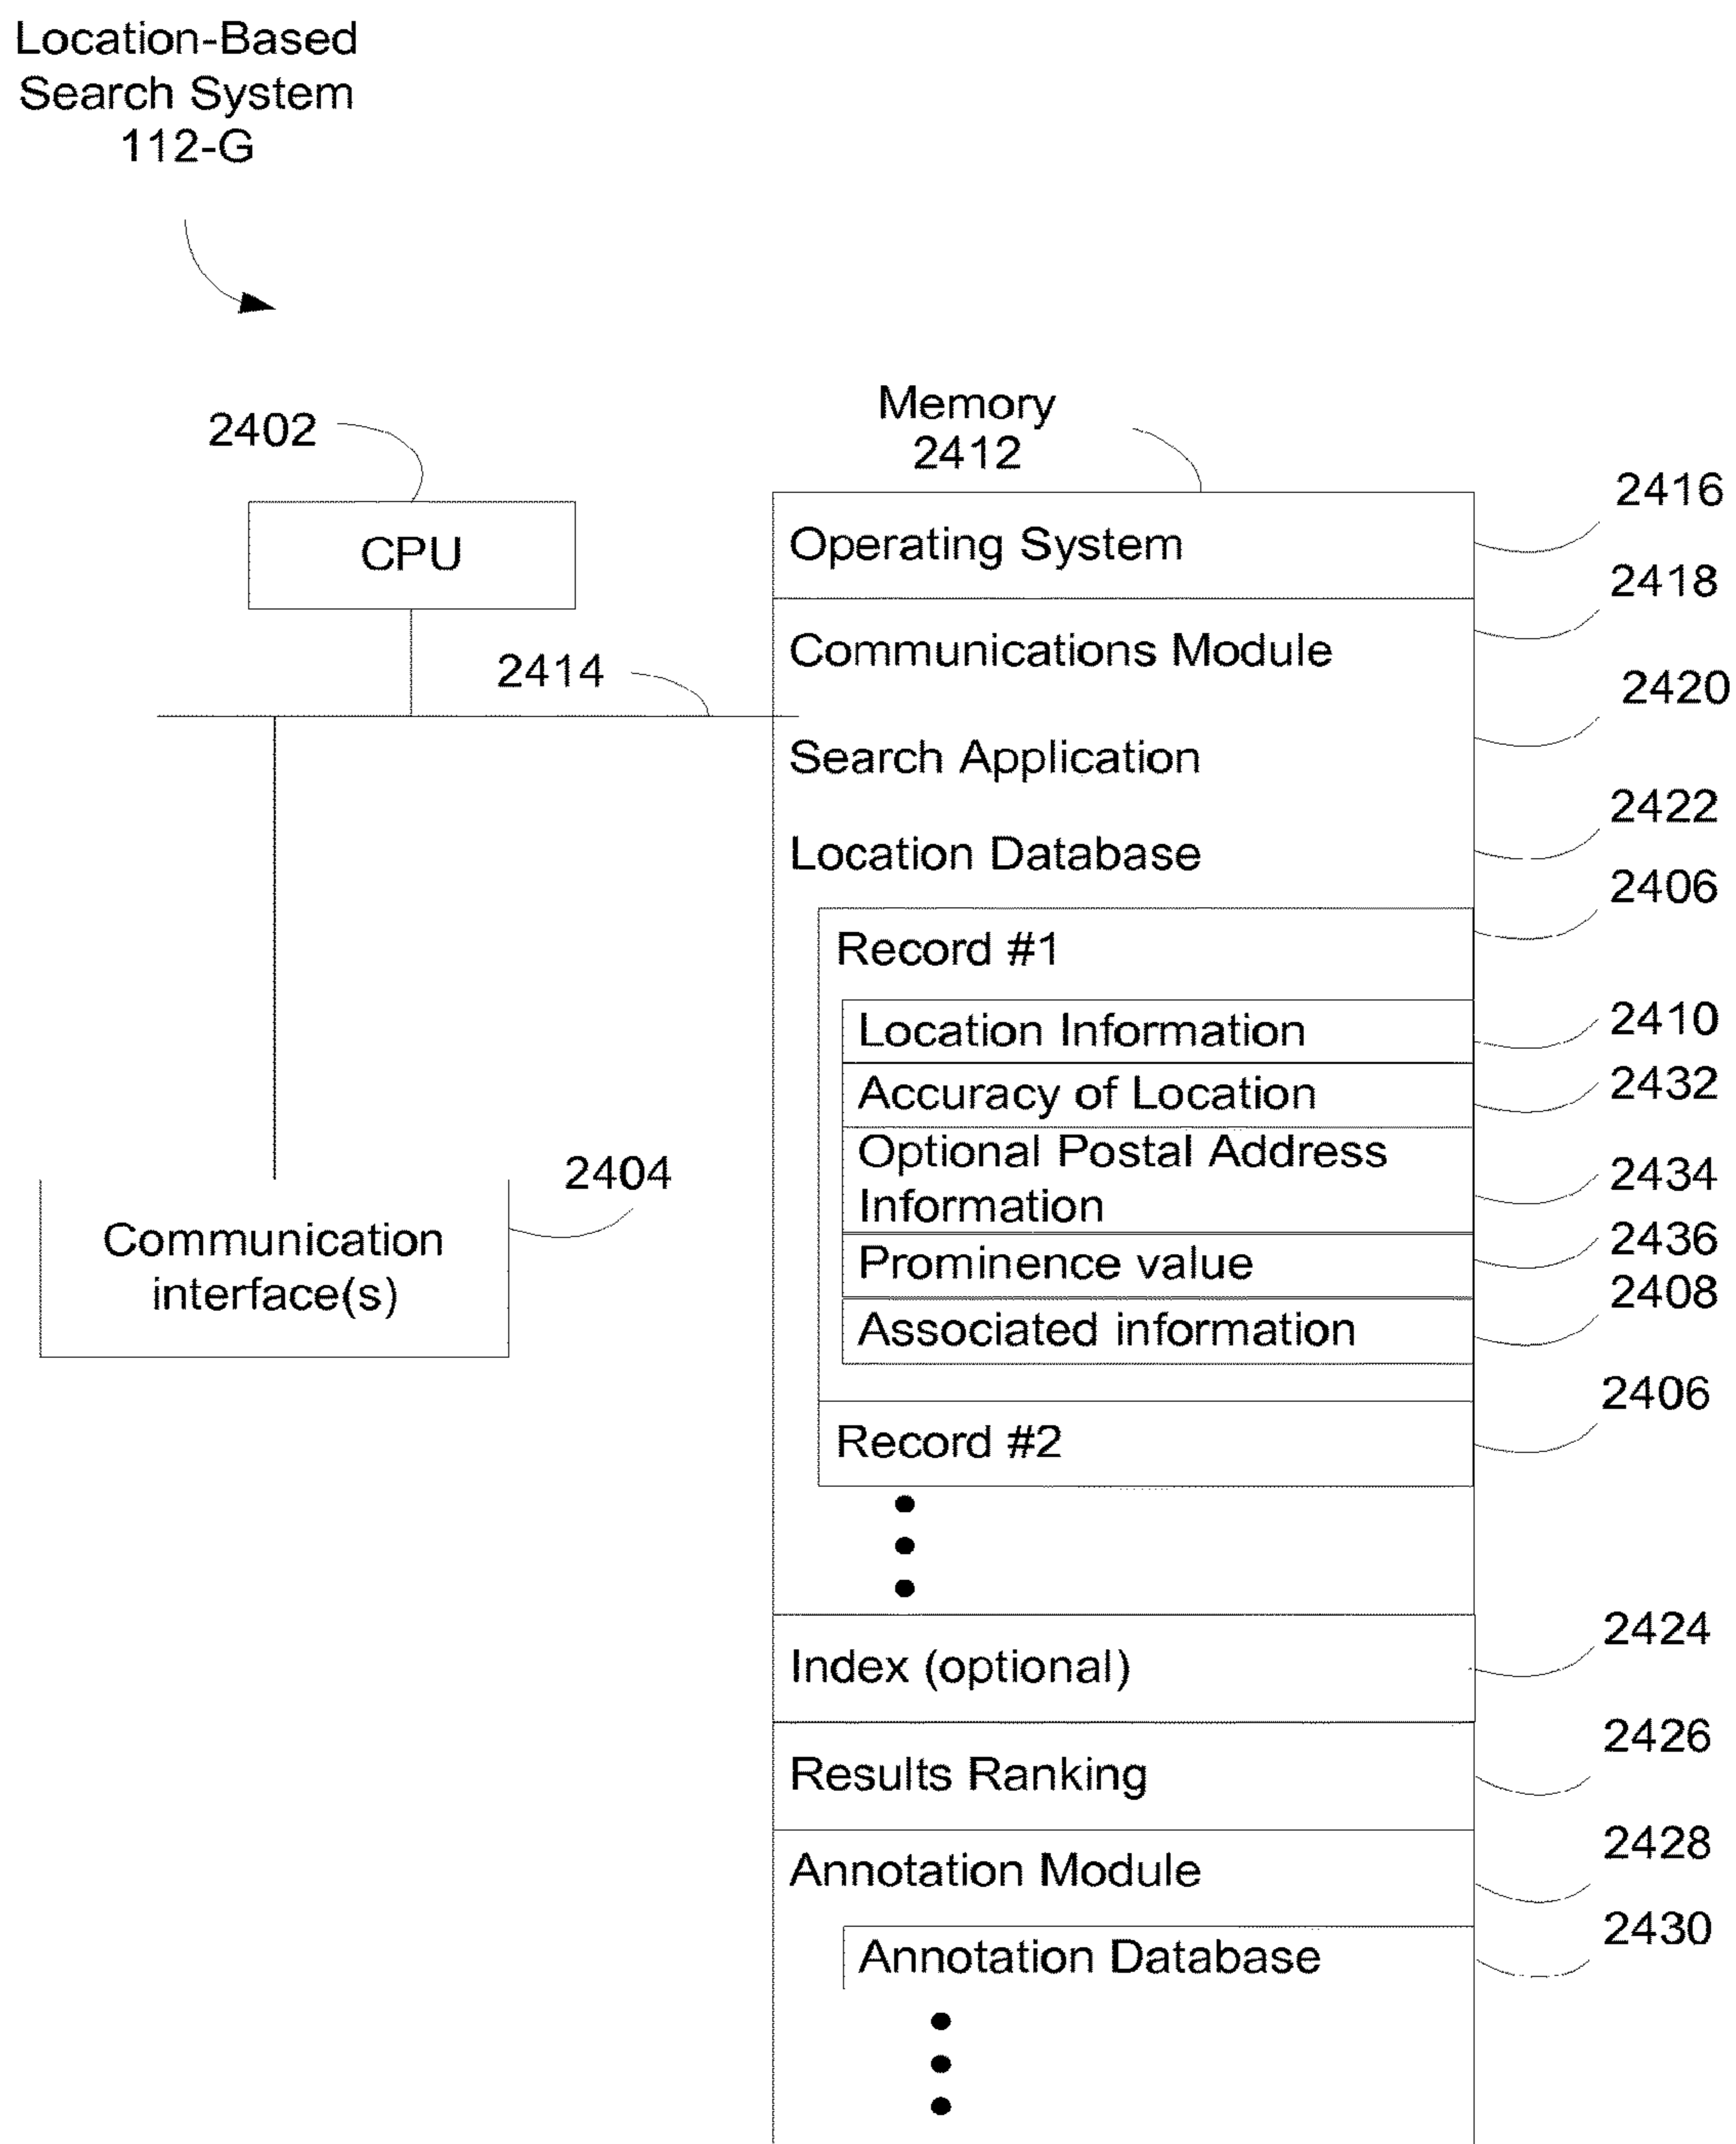 Location-Based
Search System
112-G
2402
CPU
2414
2404
Communication
interface(s)
Memory
2412
Operating System
2416
Communications Module
2418
Search Application
2420
Location Database
2422
Record #1
2406
Location Information
2410
Accuracy of Location
2432
Optional Postal Address
Information
2434
Prominence value
2436
Associated information
2408
Record #2
2406
Index (optional)
2424
Results Ranking
2426
Annotation Module
2428
Annotation Database
2430